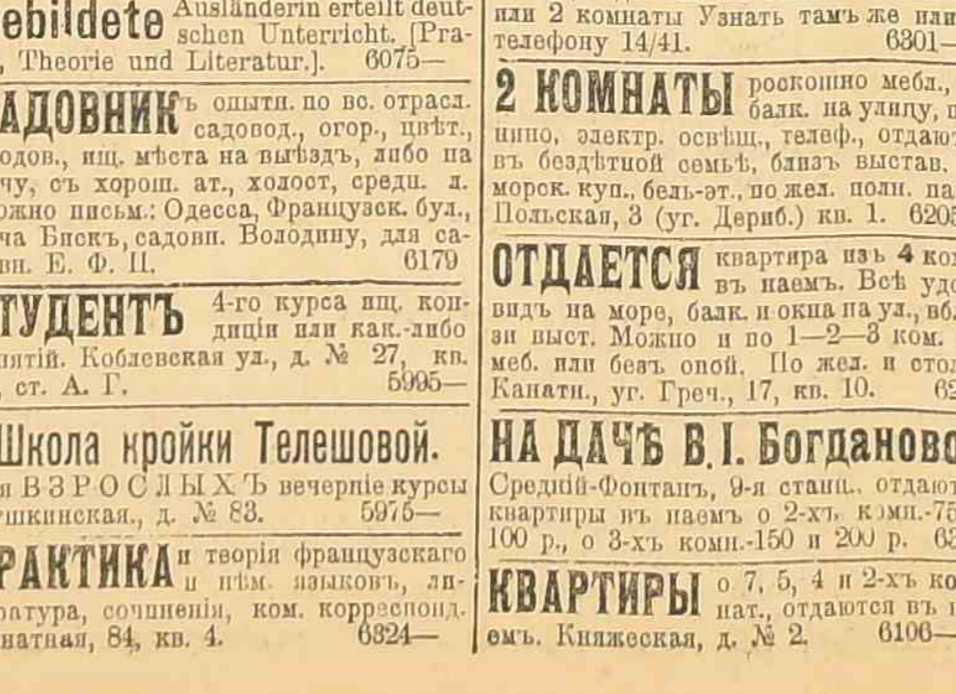 ebildete Ausländerin erteilt deut-
schen Unterricht. [Pra-
, Theorie und Literatur.]. 6075—
АДОВНИКЪ опытн. по вс. отрасл.
садовод., огор., цвѣт.,
одов., ищ. мѣста на выѣздъ, либо на
чу, съ хорош. ат., холост, средн. л.
ожно письм.: Одесса, Французск. бул.,
ча Бискъ, садовн. Володину, для са-
вн. Е. Ф. П. 6179
ТУДЕНТЪ 4-го курса ищ. кон-
диціи или как.-либо
нятій. Коблевская ул., д. № 27, кв.
, ст. А. Г. 5995—
Школа кройки Телешовой.
я ВЗРОСЛЫХЪ вечерніе курсы
ушкинская., д. № 83. 5975—
РАКТИКА и теорія французскаго
и нѣм. языковъ, ли-
ратура, сочиненія, ком. корреспонд.
натная, 84, кв. 4. 6324—
или 2 комнаты Узнать тамъ же или
телефону 14/41. 6301—
2 КОМНАТЫ роскошно мебл.,
балк. на улицу, п
нино, электр. освѣщ., телеф., отдают
въ бездѣтной семьѣ, близъ выстав.
морск. куп., бель-эт., по жел. полн. па
Польская, 3 (уг. Дериб.) кв. 1. 6205
ОТДАЕТСЯ квартира изъ 4 ком
въ наемъ. Всѣ удо
видъ на море, балк. и окна на ул., вбл
зи выст. Можно и по 1—2—3 ком.
меб. или безъ оной. По жел. и стол
Канатн., уг. Греч., 17, кв. 10. 62
НА ДАЧѢ В. І. Богданово
Средній-Фонтанъ, 9-я станц., отдают
квартиры въ наемъ о 2-хъ комн.-75
100 р., о 3-хъ комн.-150 и 200 р. 63
КВАРТИРЫ о 7, 5, 4 и 2-хъ ко
нат., отдаются въ н
емъ. Княжеская, д. № 2. 6106—